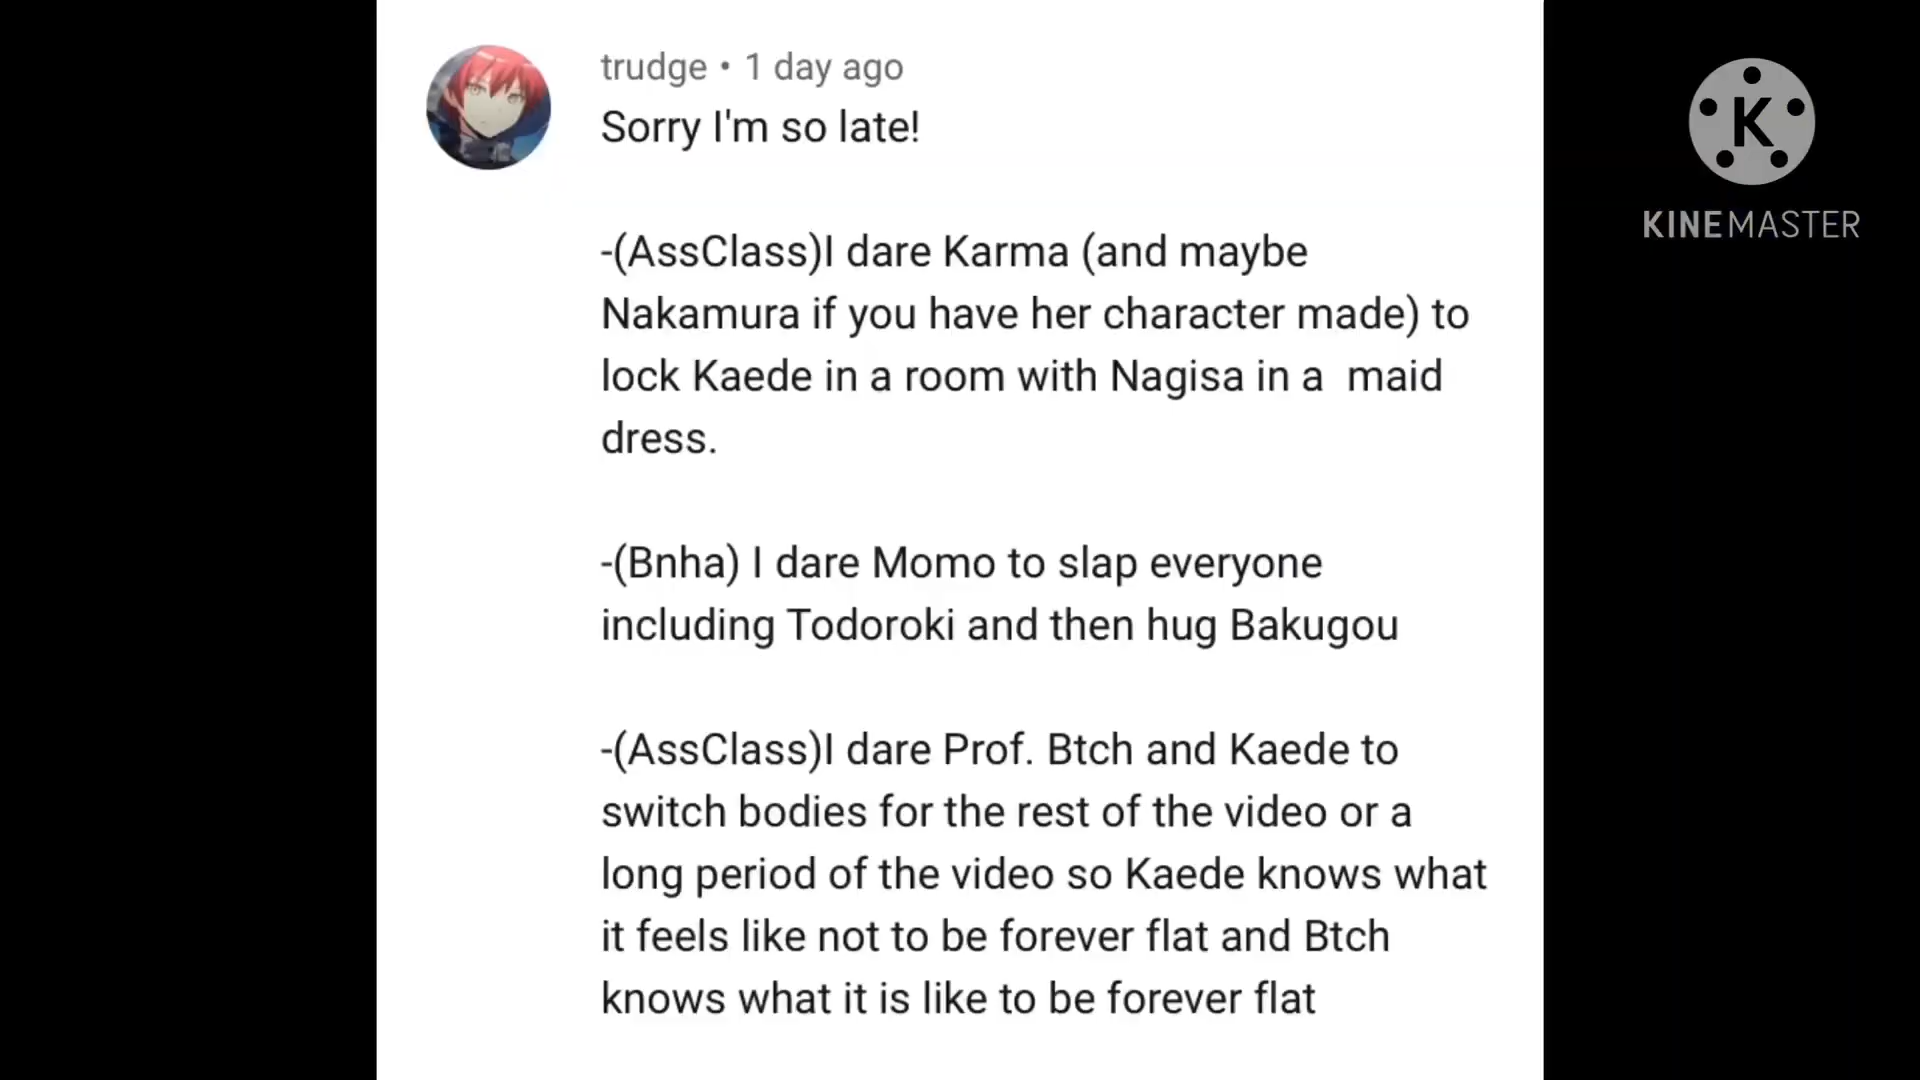 trudge • 1 day ago
Sorry I'm so late!
-(AssClass)I dare Karma (and maybe
Nakamura if you have her character made) to
lock Kaede in a room with Nagisa in a maid
dress.
-(Bnha) I dare Momo to slap everyone
including Todoroki and then hug Bakugou
-(AssClass)I dare Prof. Btch and Kaede to
switch bodies for the rest of the video or a
long period of the video so Kaede knows what
it feels like not to be forever flat and Btch
knows what it is like to be forever flat
K
KINEMASTER